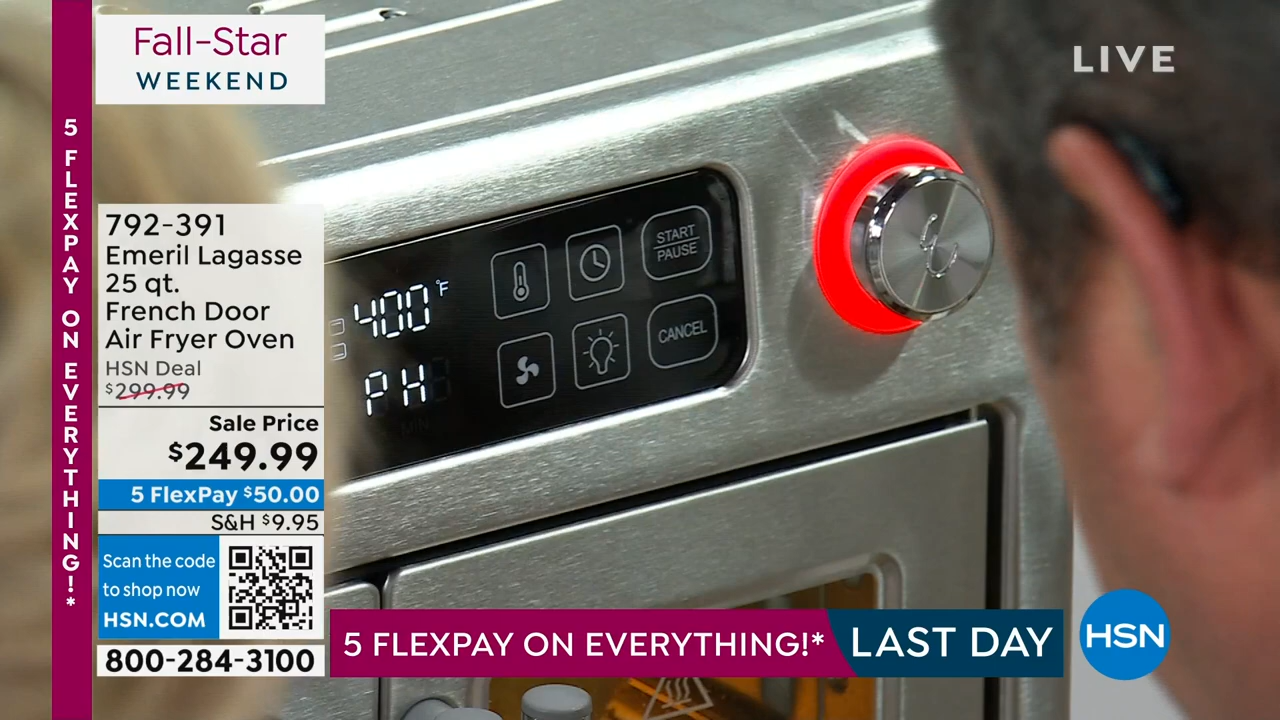 Fall-Star
WEEKEND
LIVE
5 FLEXPAY ON EVERYTHING!*
792-391
Emeril Lagasse
25 qt.
French Door
Air Fryer Oven
HSN Deal
$299.99
Sale Price
$249.99
5 FlexPay $50.00
S&H $9.95
Scan the code
to shop now
HSN.COM
800-284-3100
400°F
PH
MIN
START
PAUSE
CANCEL
5 FLEXPAY ON EVERYTHING!*
LAST DAY
HSN